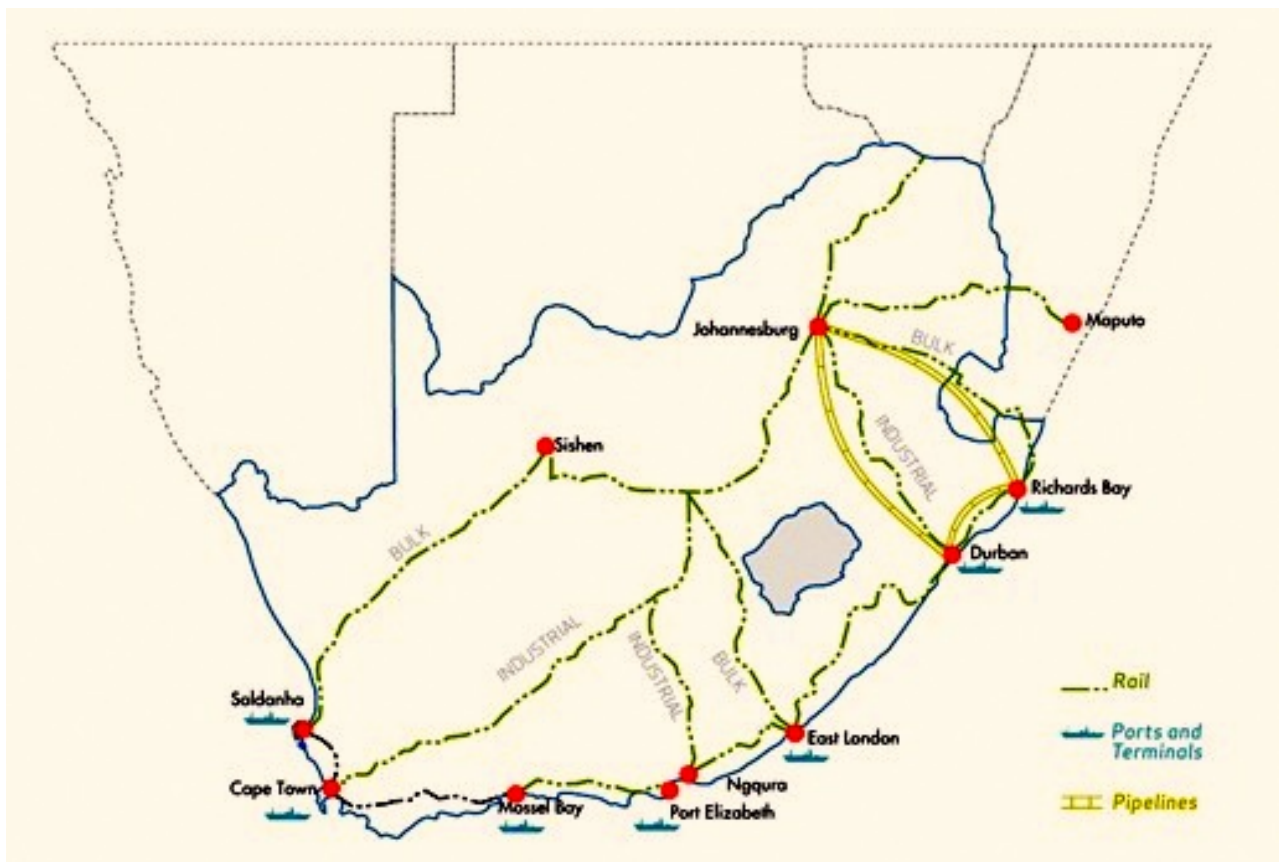 Johannesburg
Maputo
BULK
INDUSTRIAL
Sishen
Richards Bay
BULK
Durban
INDUSTRIAL
INDUSTRIAL
BULK
Saldanha
Rail
East London
Ports and
Terminals
Cape Town
Ngqura
Mossel Bay
Port Elizabeth
Pipelines